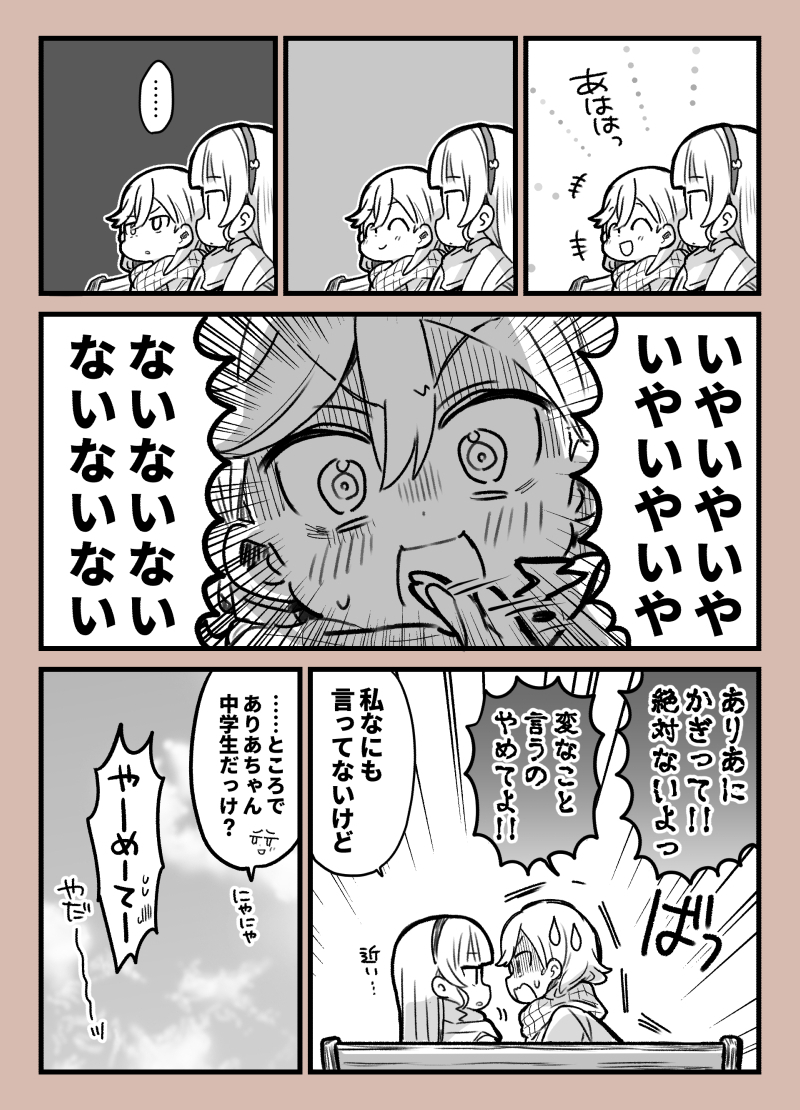 あははっ
……
いやいやいや
いやいやいや
ないないない
ないないない
ありあに
かぎって!!
絶対ないよっ
変なこと
言うの
やめてよ!!
私なにも
言ってないけど
ばっ
近い…
……ところで
ありあちゃん
中学生だっけ?
にやにや
やーめーてー
やだーーッ